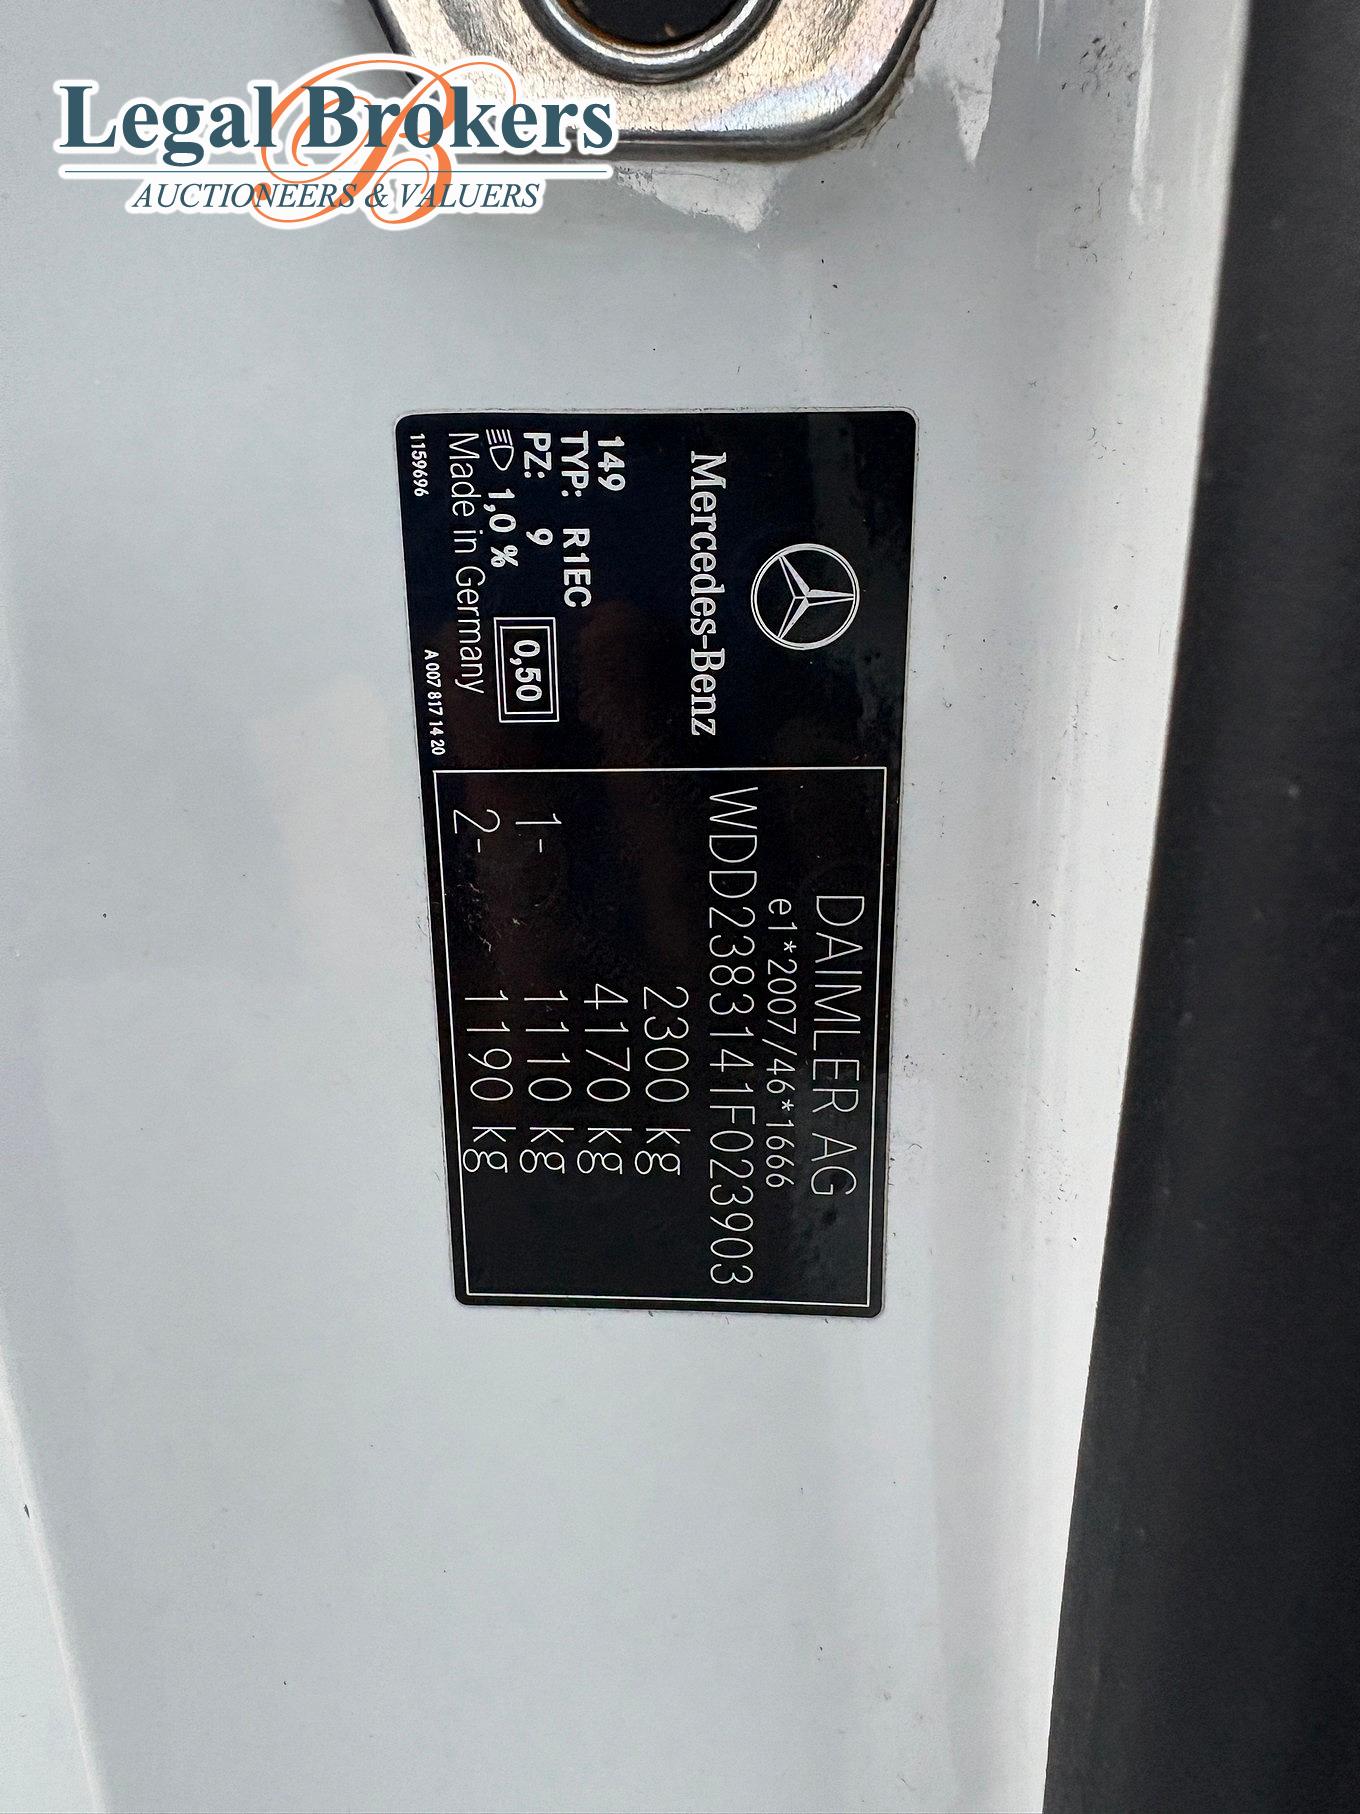 Legal Brokers
AUCTIONEERS & VALUERS
Mercedes-Benz
149
TYP: R1EC
PZ: 9
1,0 %
0,50
Made in Germany
1159696
A 007 817 14 20
DAIMLER AG
e1*2007/46*1666
WDD2383141F023903
2300 kg
4170 kg
1- 1110 kg
2- 1190 kg